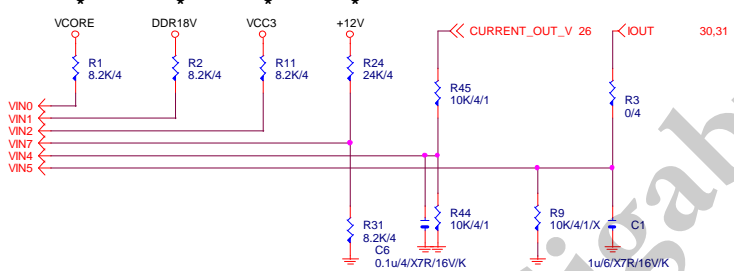 * * * *
VCORE DDR18V VCC3 +12V
CURRENT_OUT_V 26 IOUT 30,31
R1
8.2K/4
R2
8.2K/4
R11
8.2K/4
R24
24K/4
R45
10K/4/1
R3
0/4
VIN0
VIN1
VIN2
VIN7
VIN4
VIN5
R31
8.2K/4
R44
10K/4/1
R9
10K/4/1/X
C1
C6
0.1u/4/X7R/16V/K
1u/6/X7R/16V/K